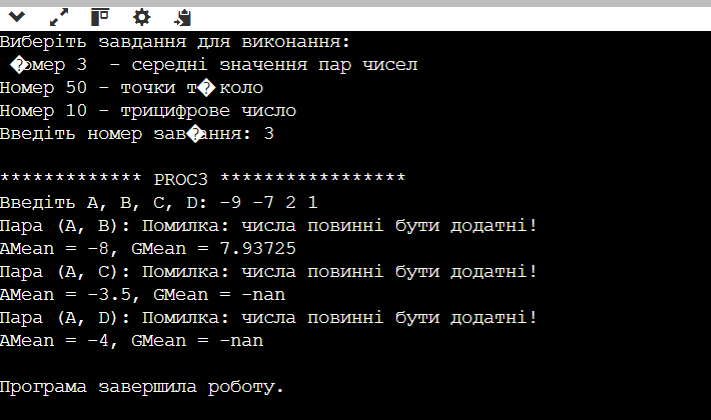 Виберіть завдання для виконання:
�омер 3 - середні значення пар чисел
Номер 50 - точки т� коло
Номер 10 - трицифрове число
Введіть номер зав�ання: 3
************* PROC3 *****************
Введіть A, B, C, D: -9 -7 2 1
Пара (A, B): Помилка: числа повинні бути додатні!
AMean = -8, GMean = 7.93725
Пара (A, C): Помилка: числа повинні бути додатні!
AMean = -3.5, GMean = -nan
Пара (A, D): Помилка: числа повинні бути додатні!
AMean = -4, GMean = -nan
Програма завершила роботу.